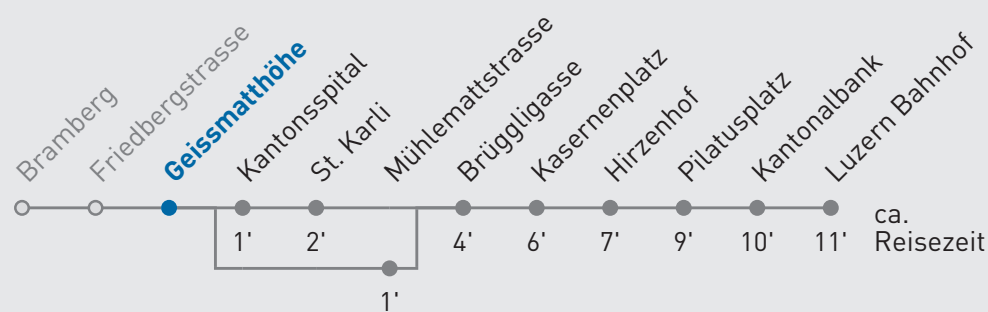 Bramberg
Friedbergstrasse
Geissmatthöhe
Kantonsspital
St. Karli
Mühlemattstrasse
Brüggligasse
Kasernenplatz
Hirzenhof
Pilatusplatz
Kantonalbank
Luzern Bahnhof
1' 2' 4' 6' 7' 9' 10' 11'
ca.
Reisezeit
1'